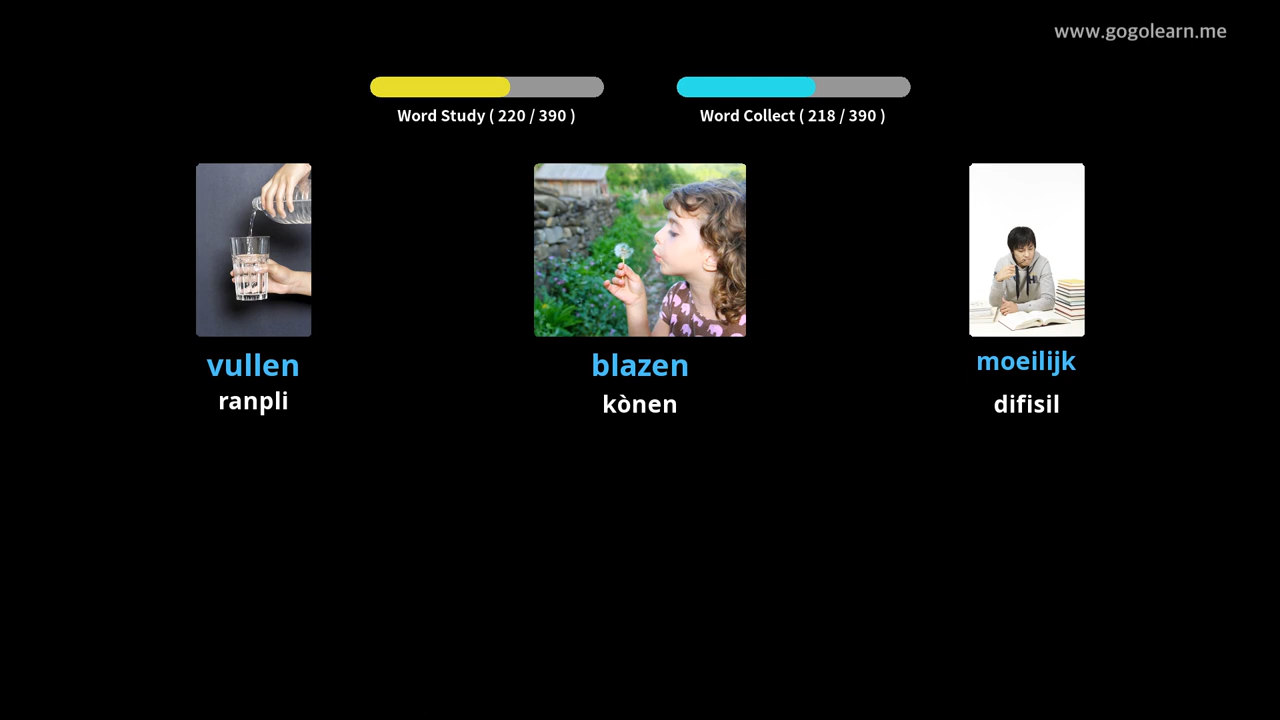 www.gogolearn.me
Word Study ( 220 / 390 )
Word Collect ( 218 / 390 )
vullen
ranpli
blazen
kònen
moeilijk
difisil